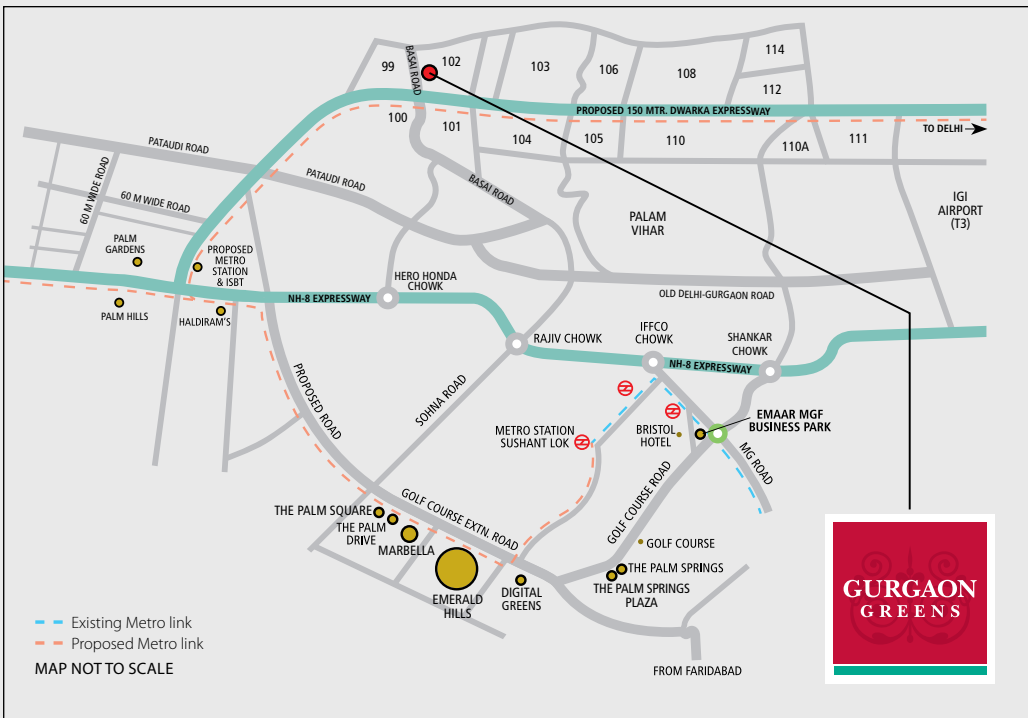 114
99
BASAI ROAD
102
103
106
108
112
PROPOSED 150 MTR. DWARKA EXPRESSWAY
100
101
104
105
110
110A
111
TO DELHI
PATAUDI ROAD
PATAUDI ROAD
BASAI ROAD
60 M WIDE ROAD
60 M WIDE ROAD
PALAM
VIHAR
IGI
AIRPORT
(T3)
PALM
GARDENS
PROPOSED
METRO
STATION
& ISBT
HERO HONDA
CHOWK
OLD DELHI-GURGAON ROAD
NH-8 EXPRESSWAY
PALM HILLS
HALDIRAM'S
RAJIV CHOWK
IFFCO
CHOWK
SHANKAR
CHOWK
NH-8 EXPRESSWAY
PROPOSED ROAD
SOHNA ROAD
METRO STATION
SUSHANT LOK
BRISTOL
HOTEL
EMAAR MGF
BUSINESS PARK
MG ROAD
GOLF COURSE ROAD
GOLF COURSE EXTN. ROAD
THE PALM SQUARE
THE PALM
DRIVE
MARBELLA
EMERALD
HILLS
DIGITAL
GREENS
GOLF COURSE
THE PALM SPRINGS
THE PALM SPRINGS
PLAZA
FROM FARIDABAD
GURGAON
GREENS
Existing Metro link
Proposed Metro link
MAP NOT TO SCALE